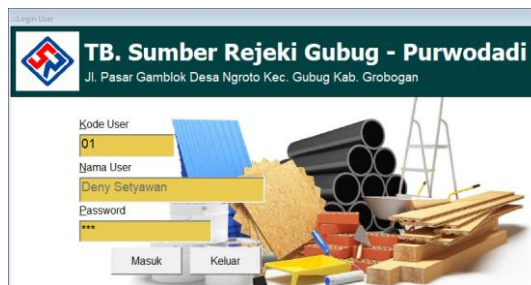 ::Login User
TB. Sumber Rejeki Gubug - Purwodadi
Jl. Pasar Gamblok Desa Ngroto Kec. Gubug Kab. Grobogan
Kode User
01
Nama User
Deny Setyawan
Password
***
Masuk Keluar